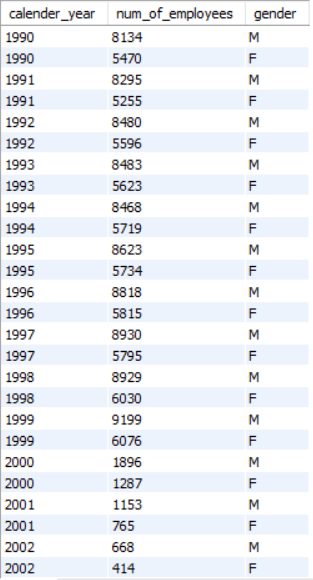 calender_year num_of_employees gender
1990 8134 M
1990 5470 F
1991 8295 M
1991 5255 F
1992 8480 M
1992 5596 F
1993 8483 M
1993 5623 F
1994 8468 M
1994 5719 F
1995 8623 M
1995 5734 F
1996 8818 M
1996 5815 F
1997 8930 M
1997 5795 F
1998 8929 M
1998 6030 F
1999 9199 M
1999 6076 F
2000 1896 M
2000 1287 F
2001 1153 M
2001 765 F
2002 668 M
2002 414 F